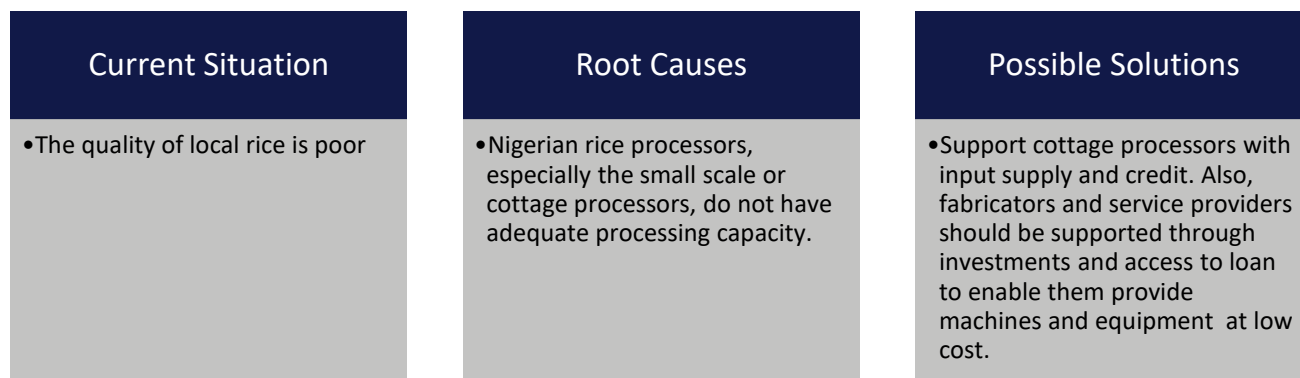 Current Situation
•The quality of local rice is poor
Root Causes
•Nigerian rice processors,
especially the small scale or
cottage processors, do not have
adequate processing capacity.
Possible Solutions
•Support cottage processors with
input supply and credit. Also,
fabricators and service providers
should be supported through
investments and access to loan
to enable them provide
machines and equipment  at low
cost.